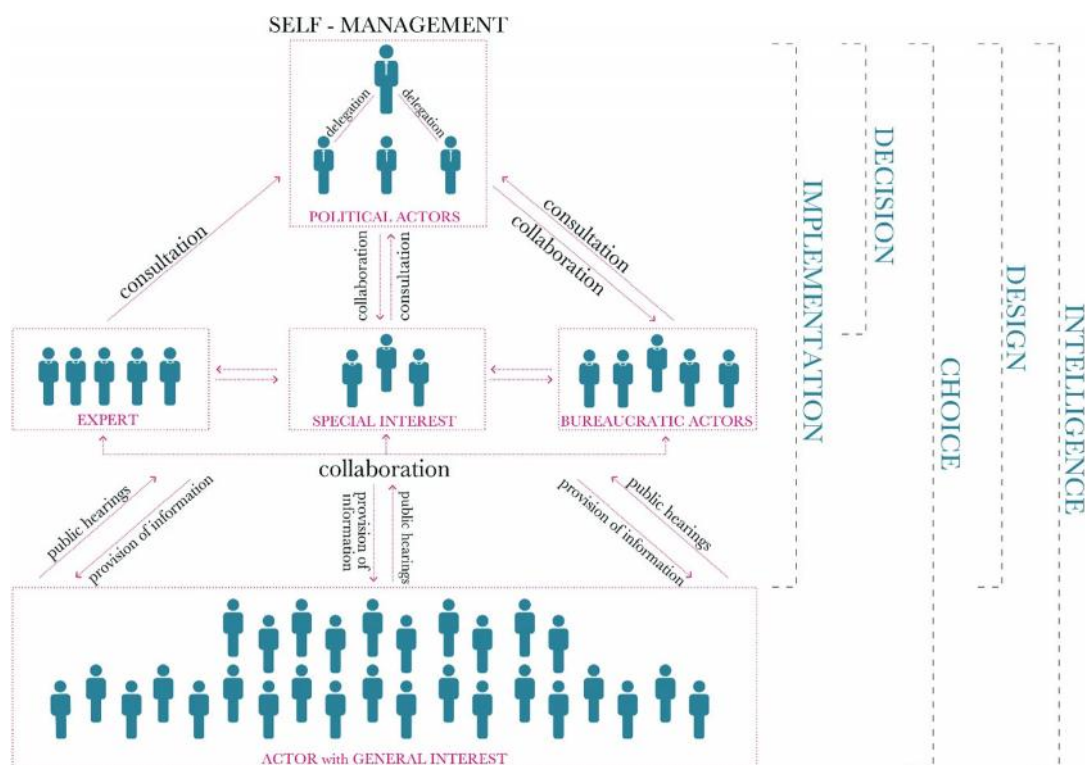 SELF - MANAGEMENT
delegation
delegation
POLITICAL ACTORS
consultation
collaboration
consultation
consultation
collaboration
EXPERT
SPECIAL INTEREST
BUREAUCRATIC ACTORS
collaboration
public hearings
provision of information
provision of
information
public hearings
public hearings
provision of information
ACTOR with GENERAL INTEREST
IMPLEMENTATION
DECISION
CHOICE
DESIGN
INTELLIGENCE